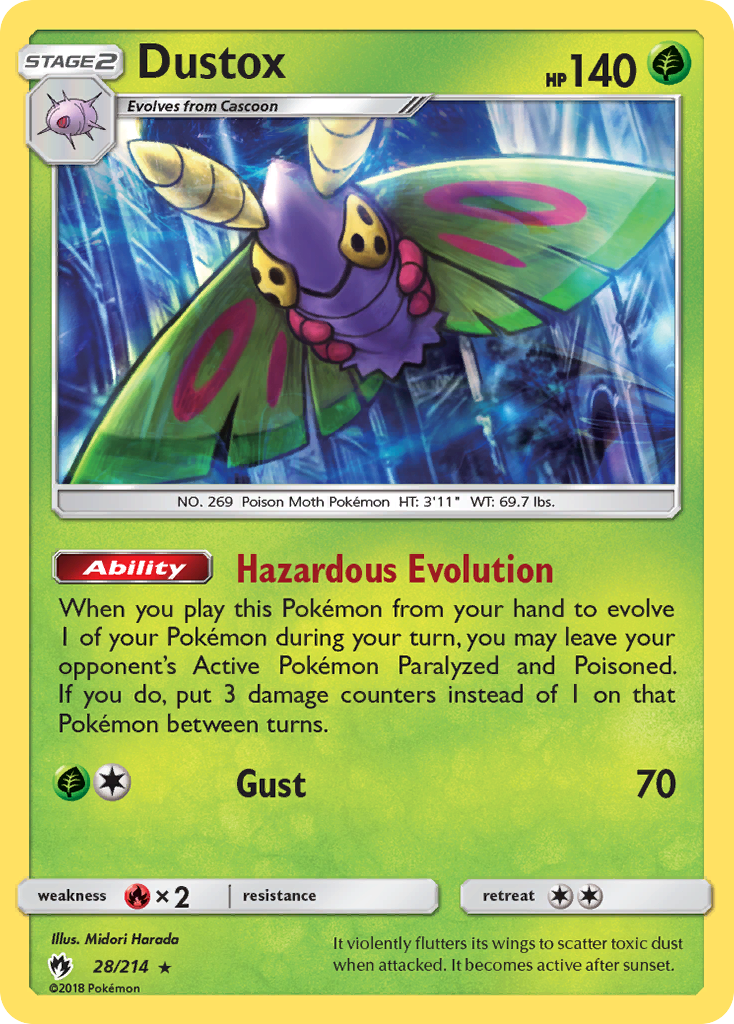 STAGE2
Dustox
HP 140
Evolves from Cascoon
NO. 269 Poison Moth Pokémon HT: 3'11" WT: 69.7 lbs.
Ability Hazardous Evolution
When you play this Pokémon from your hand to evolve
1 of your Pokémon during your turn, you may leave your
opponent's Active Pokémon Paralyzed and Poisoned.
If you do, put 3 damage counters instead of 1 on that
Pokémon between turns.
Gust 70
weakness ×2 resistance retreat
Illus. Midori Harada
28/214 ★
©2018 Pokémon
It violently flutters its wings to scatter toxic dust
when attacked. It becomes active after sunset.